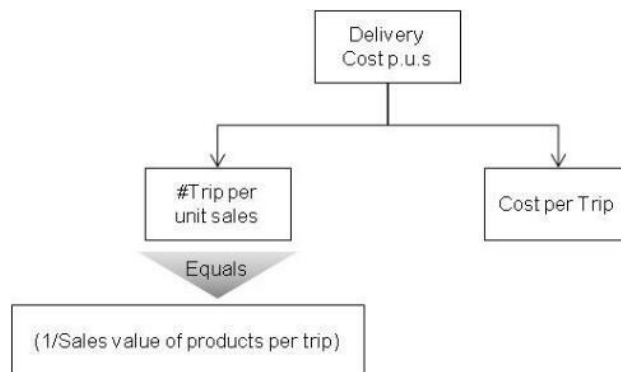 Delivery
Cost p.u.s
#Trip per
unit sales
Cost per Trip
Equals
(1/Sales value of products per trip)